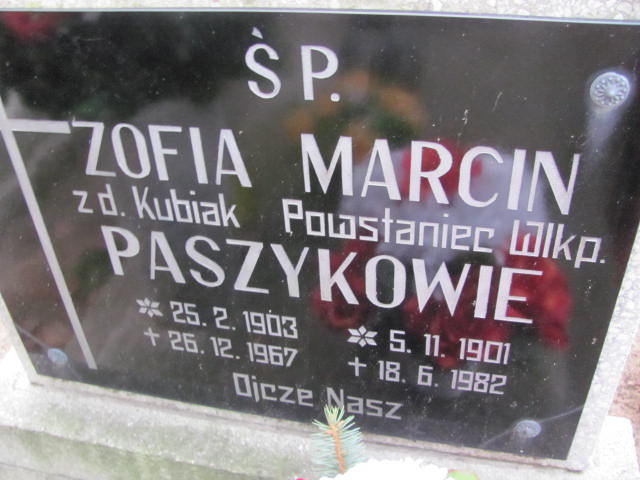 ŚP.
ZOFIA MARCIN
z d. Kubiak Powstaniec Wlkp.
PASZYKOWIE
25. 2. 1903 5. 11. 1901
26. 12. 1967 18. 6. 1982
Ojcze Nasz